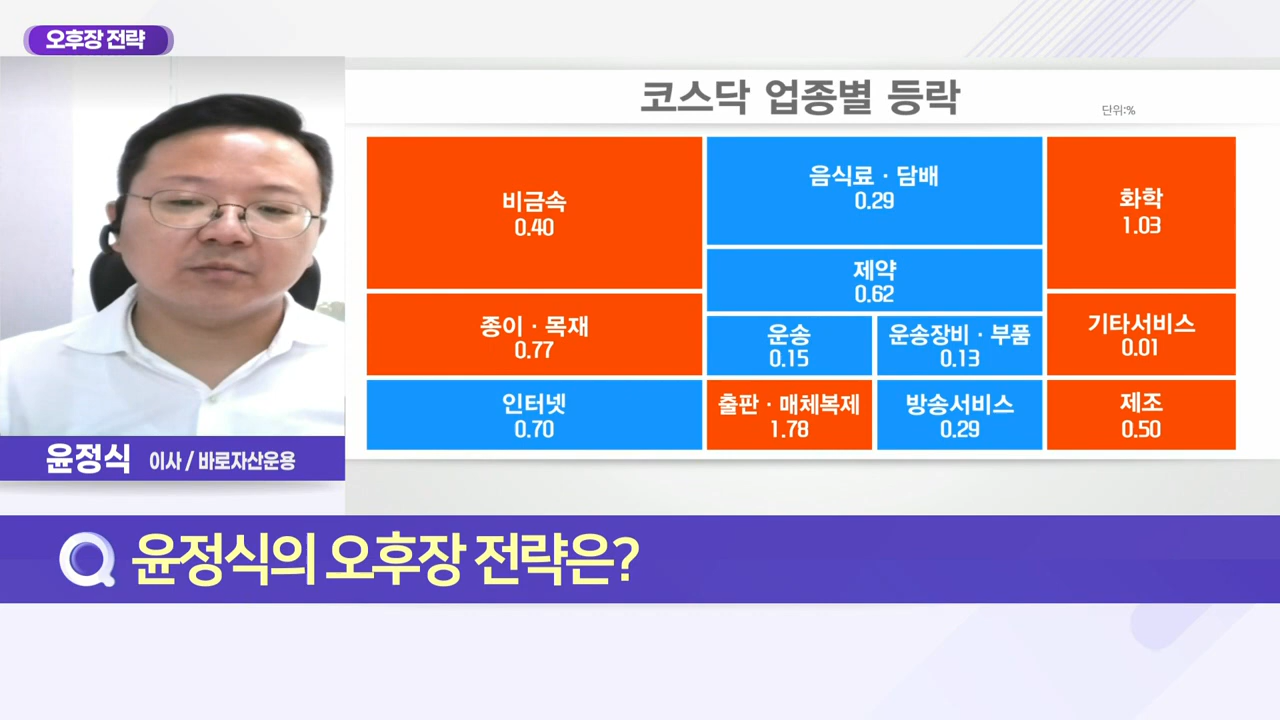 오후장 전략
코스닥 업종별 등락
단위:%
비금속
0.40
음식료 · 담배
0.29
화학
1.03
제약
0.62
종이 · 목재
0.77
운송
0.15
운송장비 · 부품
0.13
기타서비스
0.01
인터넷
0.70
출판 · 매체복제
1.78
방송서비스
0.29
제조
0.50
윤정식 이사 / 바로자산운용
윤정식의 오후장 전략은?